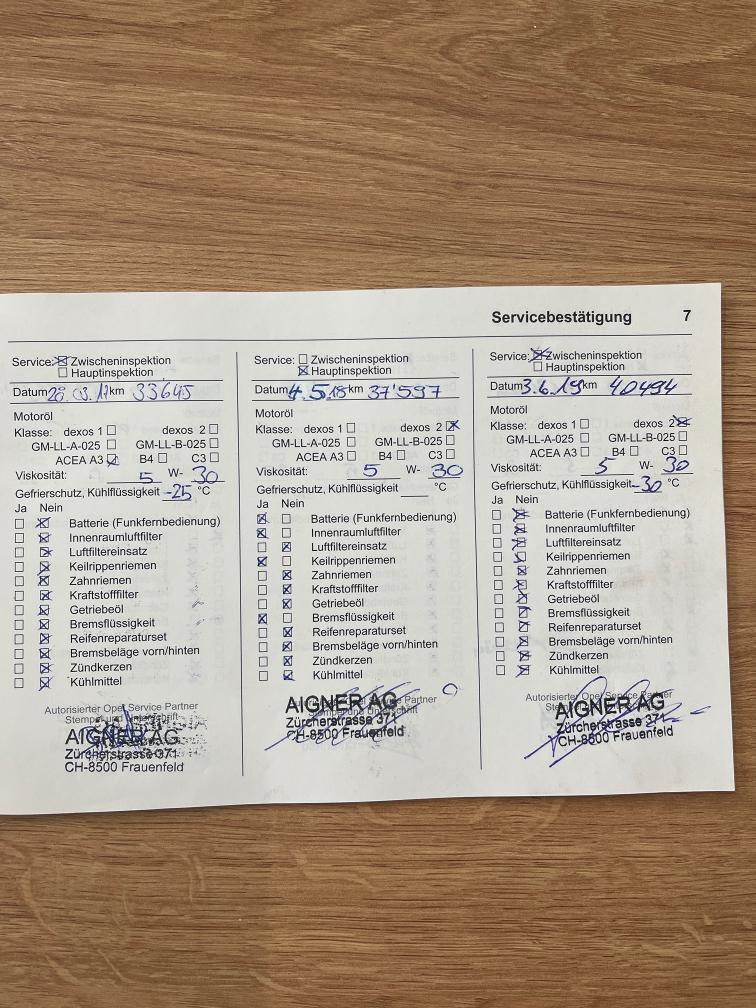 Servicebestätigung 7
Service: ☒ Zwischeninspektion
☐ Hauptinspektion
Datum 28.03.17 km 33645
Motoröl
Klasse: dexos 1 ☐ dexos 2 ☐
GM-LL-A-025 ☐ GM-LL-B-025 ☐
ACEA A3 ☒ B4 ☐ C3 ☐
Viskosität: 5 W- 30
Gefrierschutz, Kühlflüssigkeit -25 °C
Ja Nein
☐ ☒ Batterie (Funkfernbedienung)
☐ ☒ Innenraumluftfilter
☐ ☒ Luftfiltereinsatz
☐ ☒ Keilrippenriemen
☐ ☒ Zahnriemen
☐ ☒ Kraftstofffilter
☐ ☒ Getriebeöl
☐ ☒ Bremsflüssigkeit
☐ ☒ Reifenreparaturset
☐ ☒ Bremsbeläge vorn/hinten
☐ ☒ Zündkerzen
☐ ☒ Kühlmittel
Autorisierter Opel Service Partner
Stempel und Unterschrift
AIGNER AG
Zürcherstrasse 371
CH-8500 Frauenfeld
Service: ☐ Zwischeninspektion
☒ Hauptinspektion
Datum 4.5.18 km 37'597
Motoröl
Klasse: dexos 1 ☐ dexos 2 ☒
GM-LL-A-025 ☐ GM-LL-B-025 ☐
ACEA A3 ☐ B4 ☐ C3 ☐
Viskosität: 5 W- 30
Gefrierschutz, Kühlflüssigkeit °C
Ja Nein
☒ ☐ Batterie (Funkfernbedienung)
☒ ☐ Innenraumluftfilter
☐ ☒ Luftfiltereinsatz
☒ ☐ Keilrippenriemen
☐ ☒ Zahnriemen
☐ ☒ Kraftstofffilter
☐ ☒ Getriebeöl
☒ ☐ Bremsflüssigkeit
☐ ☒ Reifenreparaturset
☐ ☒ Bremsbeläge vorn/hinten
☐ ☒ Zündkerzen
☐ ☒ Kühlmittel
Partner
AIGNER AG
Zürcherstrasse 371
CH-8500 Frauenfeld
Service: ☒ Zwischeninspektion
☐ Hauptinspektion
Datum 3.6.19 km 40494
Motoröl
Klasse: dexos 1 ☐ dexos 2 ☒
GM-LL-A-025 ☐ GM-LL-B-025 ☐
ACEA A3 ☐ B4 ☐ C3 ☐
Viskosität: 5 W- 30
Gefrierschutz, Kühlflüssigkeit -30 °C
Ja Nein
☐ ☒ Batterie (Funkfernbedienung)
☐ ☒ Innenraumluftfilter
☐ ☒ Luftfiltereinsatz
☐ ☒ Keilrippenriemen
☐ ☒ Zahnriemen
☐ ☒ Kraftstofffilter
☐ ☒ Getriebeöl
☐ ☒ Bremsflüssigkeit
☐ ☒ Reifenreparaturset
☐ ☒ Bremsbeläge vorn/hinten
☐ ☒ Zündkerzen
☐ ☒ Kühlmittel
Autorisierter Opel Service Partner
AIGNER AG
Zürcherstrasse 371
CH-8500 Frauenfeld